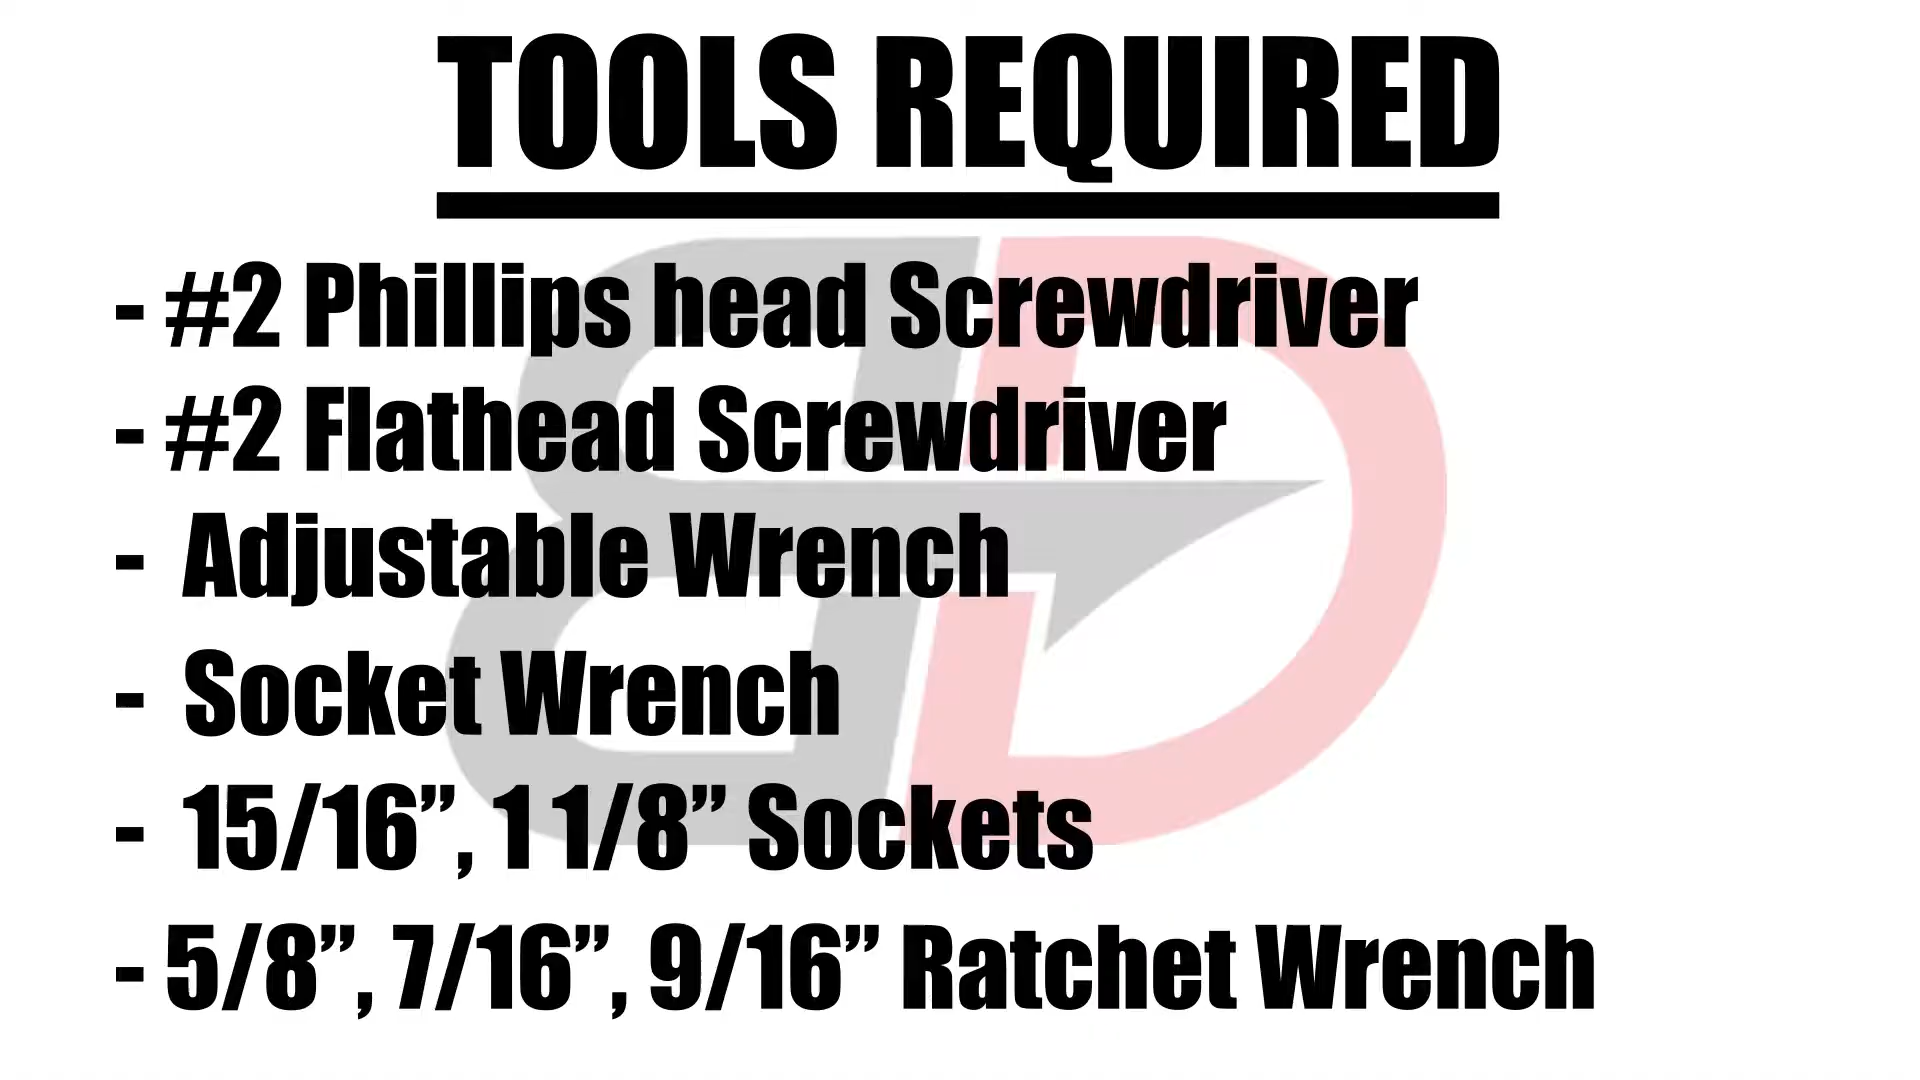 TOOLS REQUIRED
- #2 Phillips head Screwdriver
- #2 Flathead Screwdriver
- Adjustable Wrench
- Socket Wrench
- 15/16”, 1 1/8” Sockets
- 5/8”, 7/16”, 9/16” Ratchet Wrench